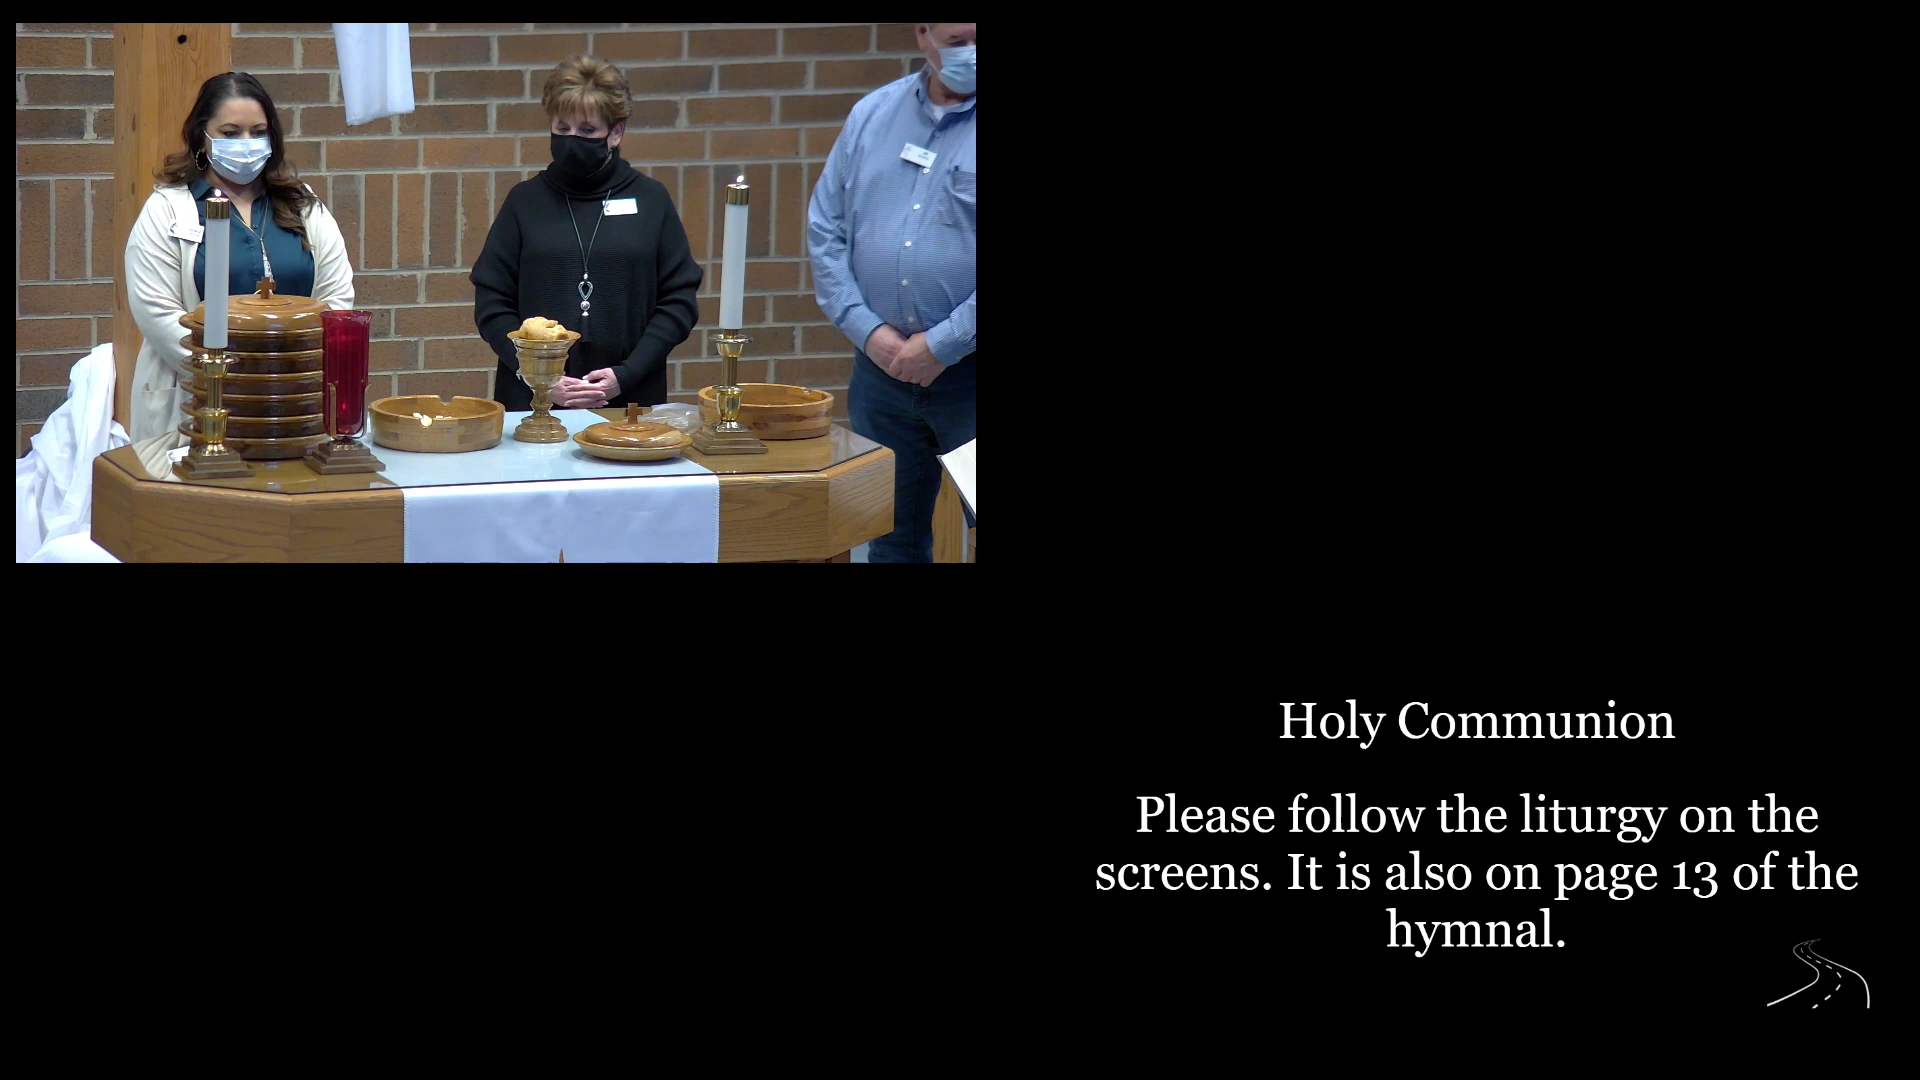 Holy Communion
Please follow the liturgy on the
screens. It is also on page 13 of the
hymnal.